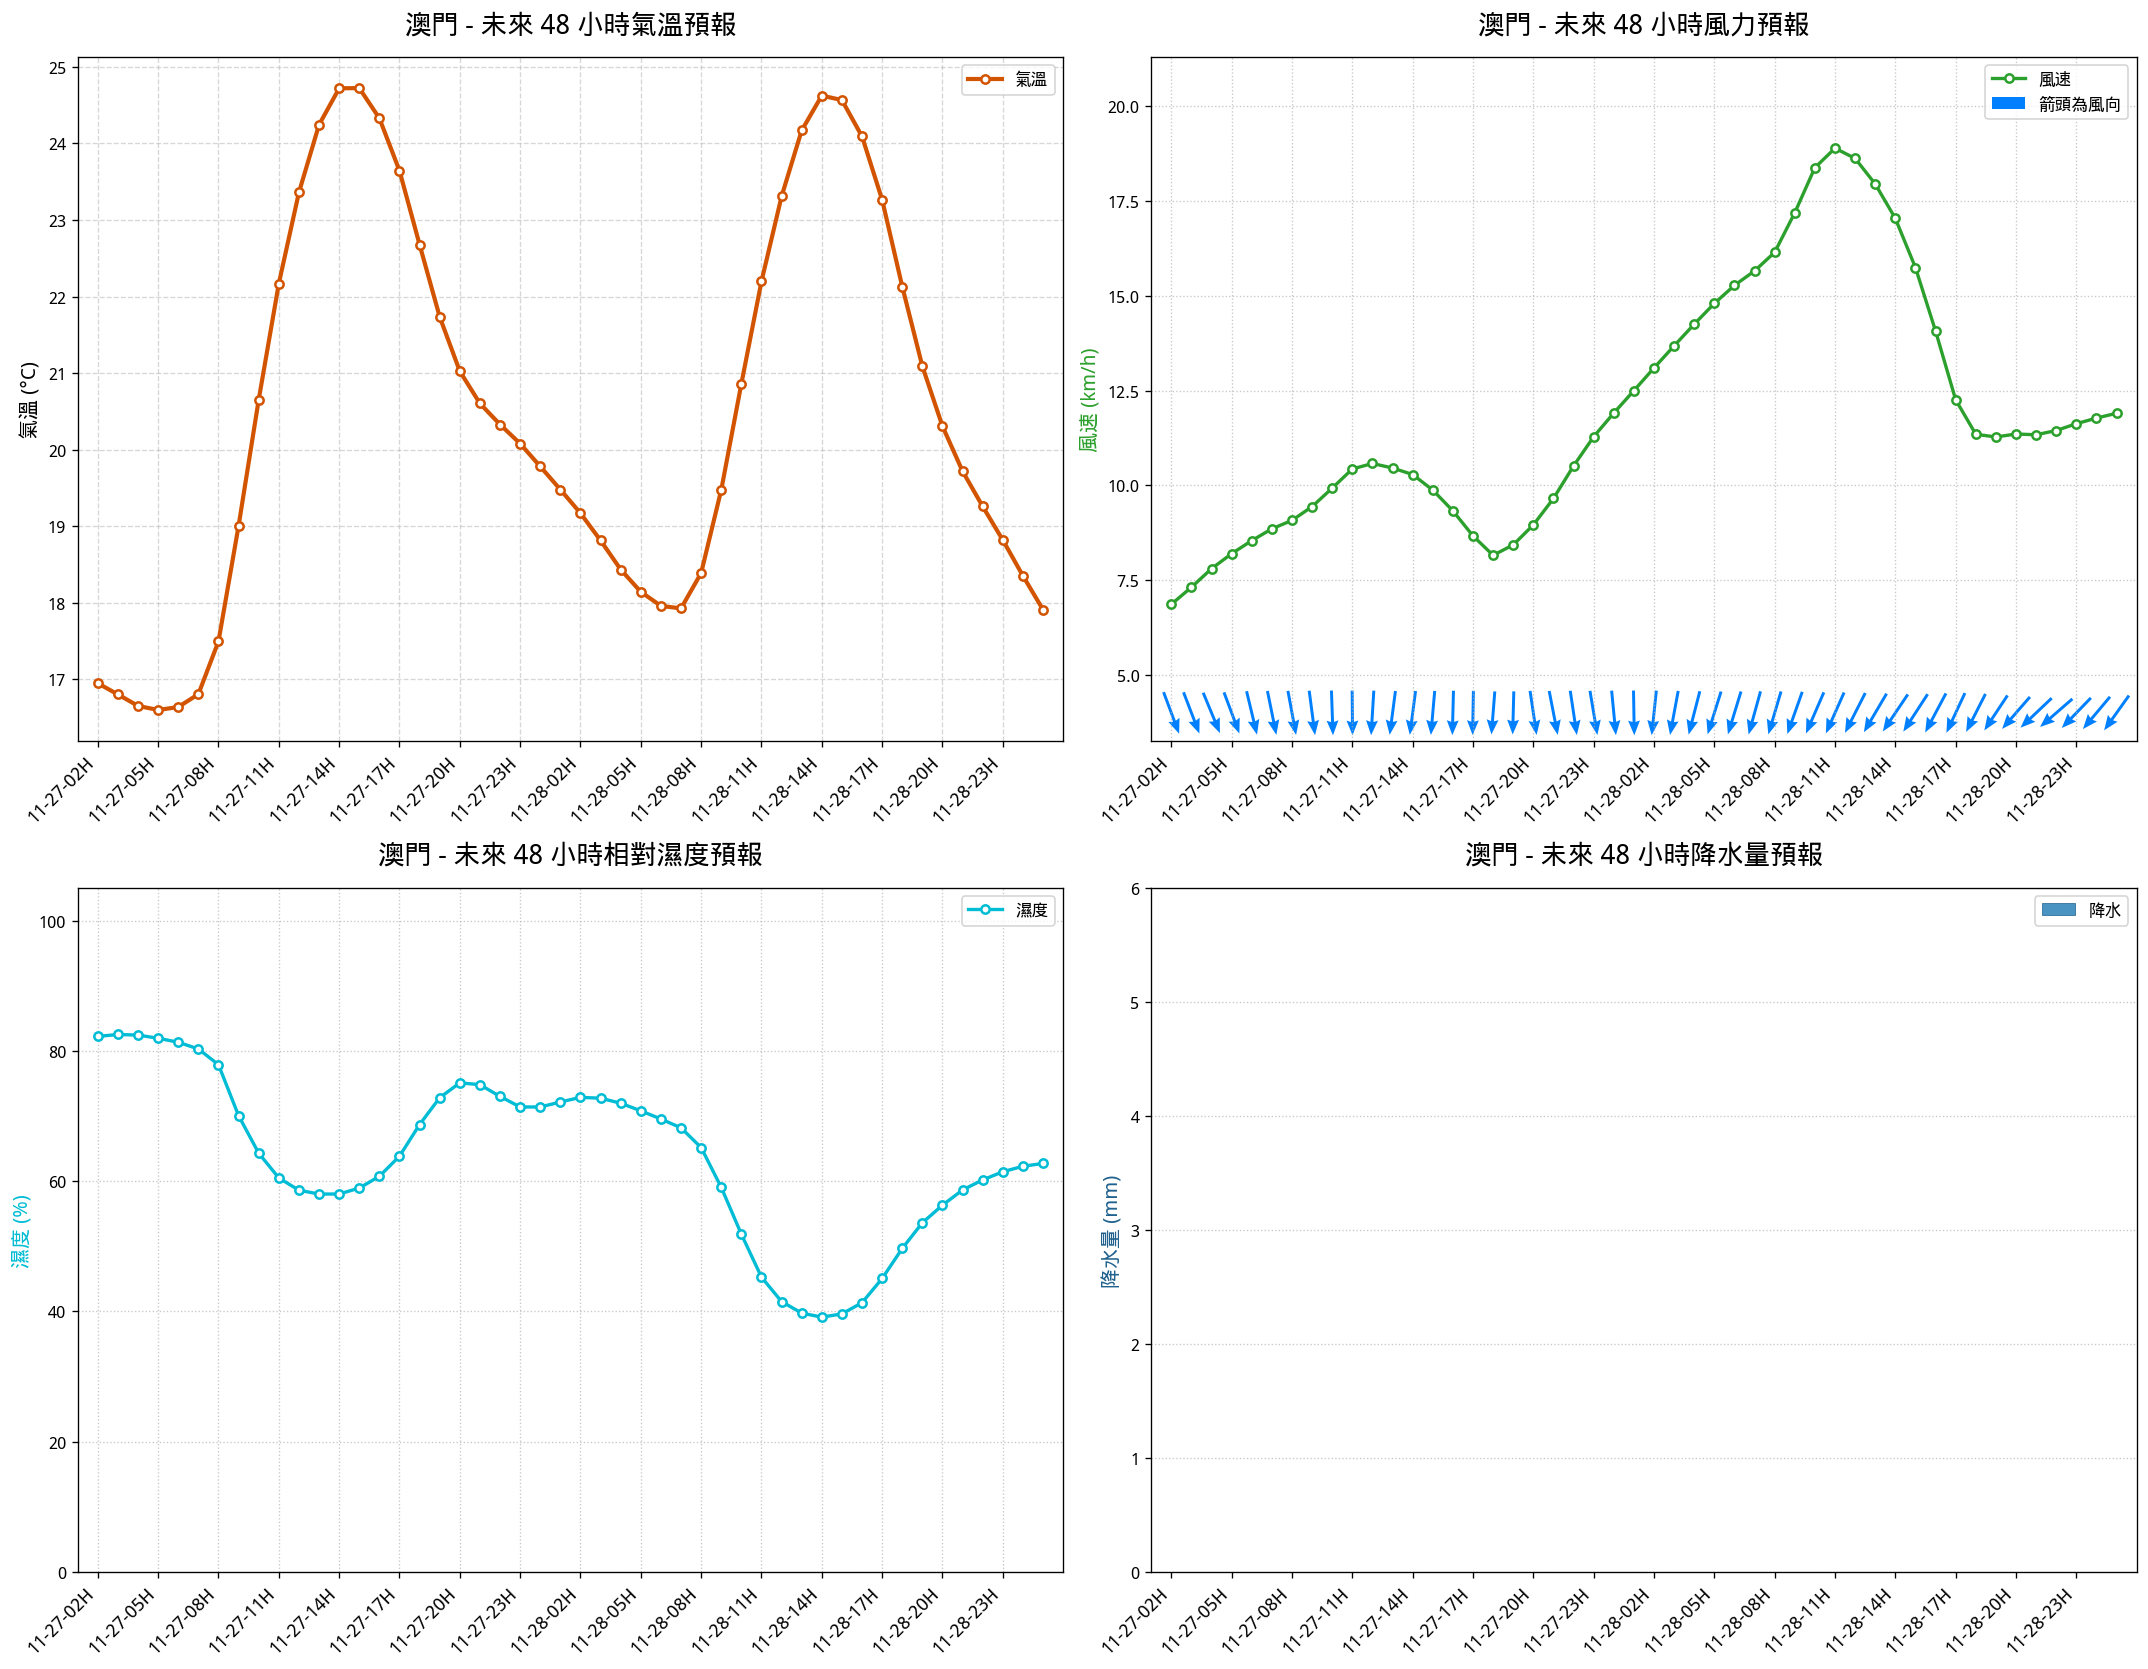 澳門 - 未來 48 小時氣溫預報
氣溫
氣溫 (°C)
25
24
23
22
21
20
19
18
17
11-27-02H
11-27-05H
11-27-08H
11-27-11H
11-27-14H
11-27-17H
11-27-20H
11-27-23H
11-28-02H
11-28-05H
11-28-08H
11-28-11H
11-28-14H
11-28-17H
11-28-20H
11-28-23H
澳門 - 未來 48 小時風力預報
風速
箭頭為風向
風速 (km/h)
20.0
17.5
15.0
12.5
10.0
7.5
5.0
11-27-02H
11-27-05H
11-27-08H
11-27-11H
11-27-14H
11-27-17H
11-27-20H
11-27-23H
11-28-02H
11-28-05H
11-28-08H
11-28-11H
11-28-14H
11-28-17H
11-28-20H
11-28-23H
澳門 - 未來 48 小時相對濕度預報
濕度
濕度 (%)
100
80
60
40
20
0
11-27-02H
11-27-05H
11-27-08H
11-27-11H
11-27-14H
11-27-17H
11-27-20H
11-27-23H
11-28-02H
11-28-05H
11-28-08H
11-28-11H
11-28-14H
11-28-17H
11-28-20H
11-28-23H
澳門 - 未來 48 小時降水量預報
降水
降水量 (mm)
6
5
4
3
2
1
0
11-27-02H
11-27-05H
11-27-08H
11-27-11H
11-27-14H
11-27-17H
11-27-20H
11-27-23H
11-28-02H
11-28-05H
11-28-08H
11-28-11H
11-28-14H
11-28-17H
11-28-20H
11-28-23H